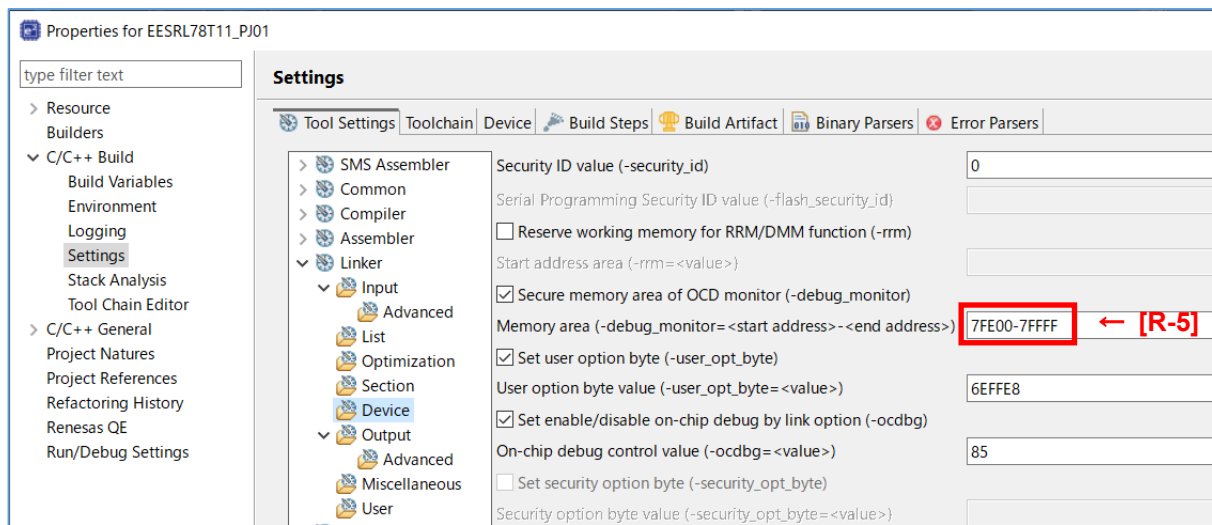 Properties for EESRL78T11_PJ01
type filter text
Settings
Resource
Builders
C/C++ Build
Build Variables
Environment
Logging
Settings
Stack Analysis
Tool Chain Editor
C/C++ General
Project Natures
Project References
Refactoring History
Renesas QE
Run/Debug Settings
Tool Settings Toolchain Device Build Steps Build Artifact Binary Parsers Error Parsers
SMS Assembler
Common
Compiler
Assembler
Linker
Input
Advanced
List
Optimization
Section
Device
Output
Advanced
Miscellaneous
User
Security ID value (-security_id) 0
Serial Programming Security ID value (-flash_security_id)
Reserve working memory for RRM/DMM function (-rrm)
Start address area (-rrm=<value>)
Secure memory area of OCD monitor (-debug_monitor)
Memory area (-debug_monitor=<start address>-<end address>) 7FE00-7FFFF ← [R-5]
Set user option byte (-user_opt_byte)
User option byte value (-user_opt_byte=<value>) 6EFFE8
Set enable/disable on-chip debug by link option (-ocdbg)
On-chip debug control value (-ocdbg=<value>) 85
Set security option byte (-security_opt_byte)
Security option byte value (-security_opt_byte=<value>)